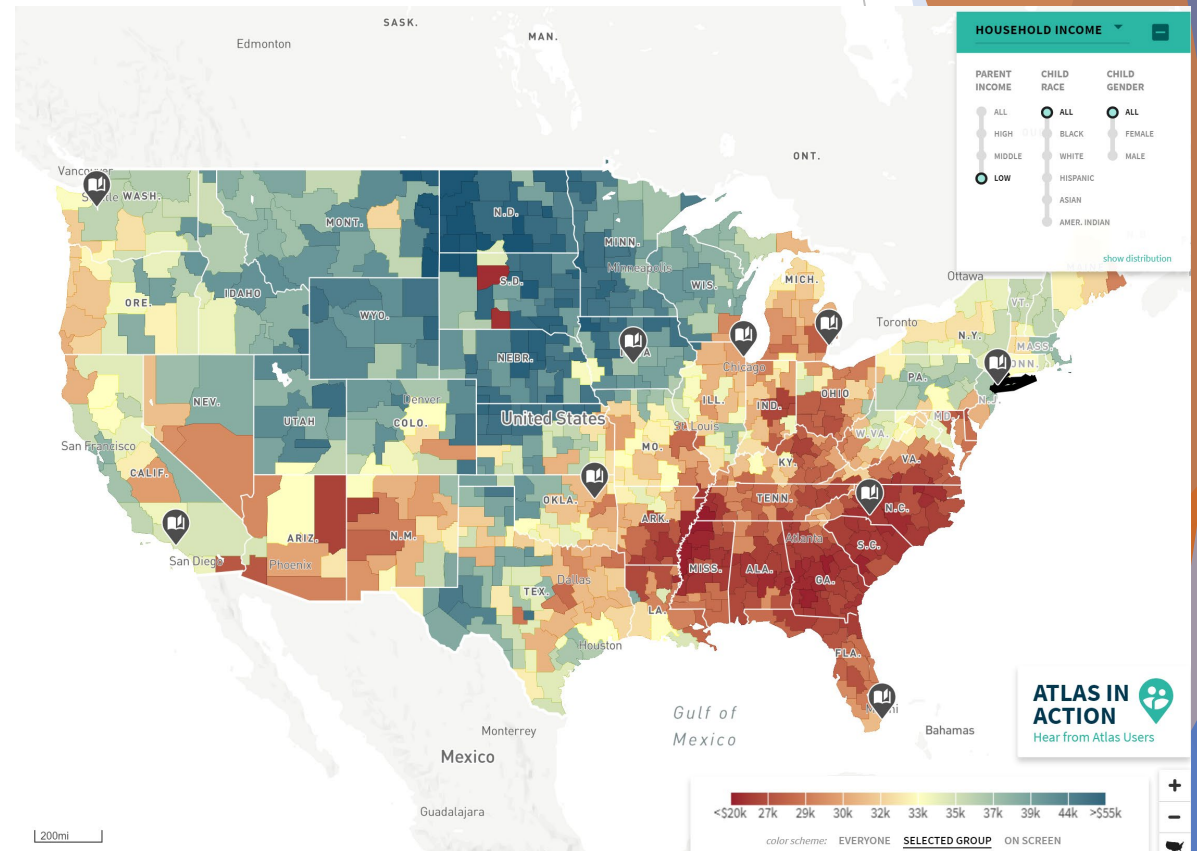 SASK.
MAN.
Edmonton
HOUSEHOLD INCOME
PARENT INCOME
CHILD RACE
CHILD GENDER
ALL
HIGH
MIDDLE
LOW
ALL
BLACK
WHITE
HISPANIC
ASIAN
AMER. INDIAN
ALL
FEMALE
MALE
show distribution
ONT.
Vancouver
WASH.
MONT.
N.D.
MINN.
Minneapolis
Ottawa
ORE.
IDAHO
S.D.
WIS.
MICH.
Toronto
VT.
N.Y.
MASS.
WYO.
NEBR.
Chicago
PA.
N.J.
NEV.
UTAH
Denver
COLO.
United States
ILL.
IND.
OHIO
MD.
San Francisco
CALIF.
MO.
W.VA.
KY.
VA.
OKLA.
TENN.
N.C.
ARIZ.
N.M.
ARK.
Atlanta
S.C.
San Diego
Phoenix
Dallas
TEX.
MISS.
ALA.
GA.
LA.
Houston
FLA.
Gulf of
Mexico
Bahamas
Monterrey
Mexico
Guadalajara
ATLAS IN
ACTION
Hear from Atlas Users
<$20k 27k 29k 30k 32k 33k 35k 37k 39k 44k >$55k
color scheme: EVERYONE SELECTED GROUP ON SCREEN
200mi